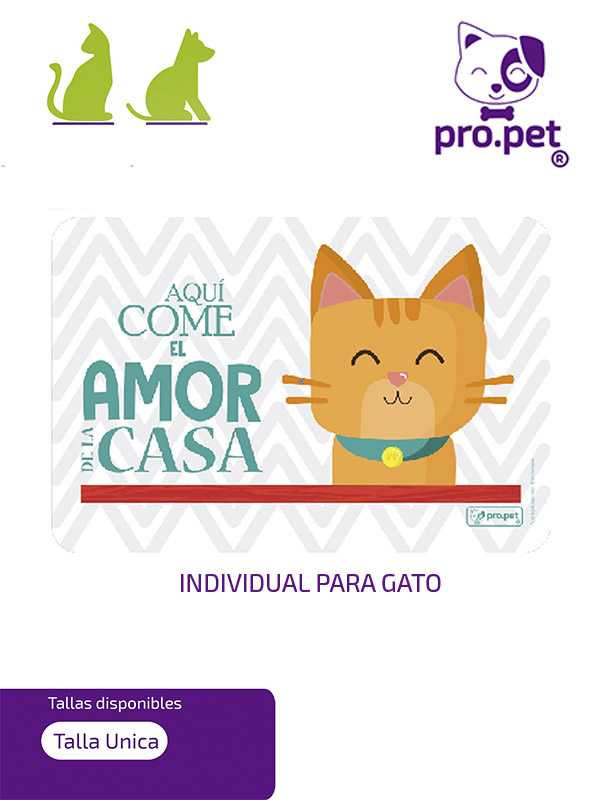 pro.pet
®
AQUÍ
COME
EL
AMOR
DE LA
CASA
pro.pet
INDIVIDUAL PARA GATO
Tallas disponibles
Talla Unica